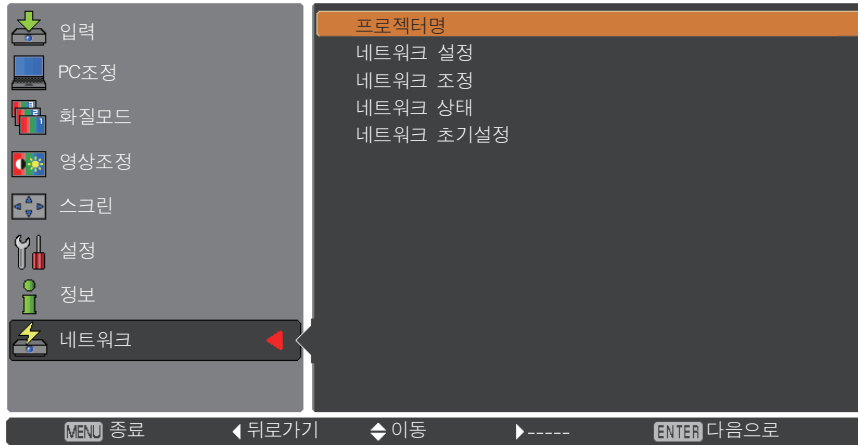 입력
PC조정
화질모드
영상조정
스크린
설정
정보
네트워크
프로젝터명
네트워크 설정
네트워크 조정
네트워크 상태
네트워크 초기설정
MENU 종료 뒤로가기 이동 ----- ENTER 다음으로